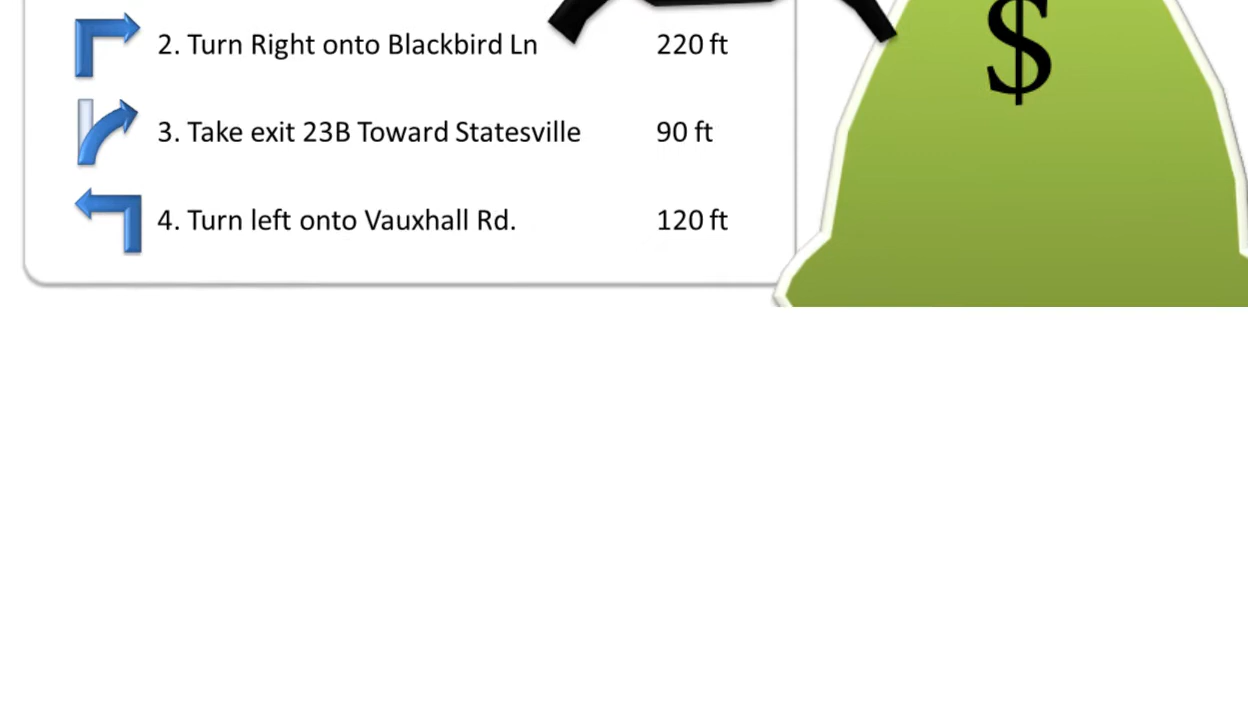 2. Turn Right onto Blackbird Ln 220 ft
$
3. Take exit 23B Toward Statesville 90 ft
4. Turn left onto Vauxhall Rd. 120 ft